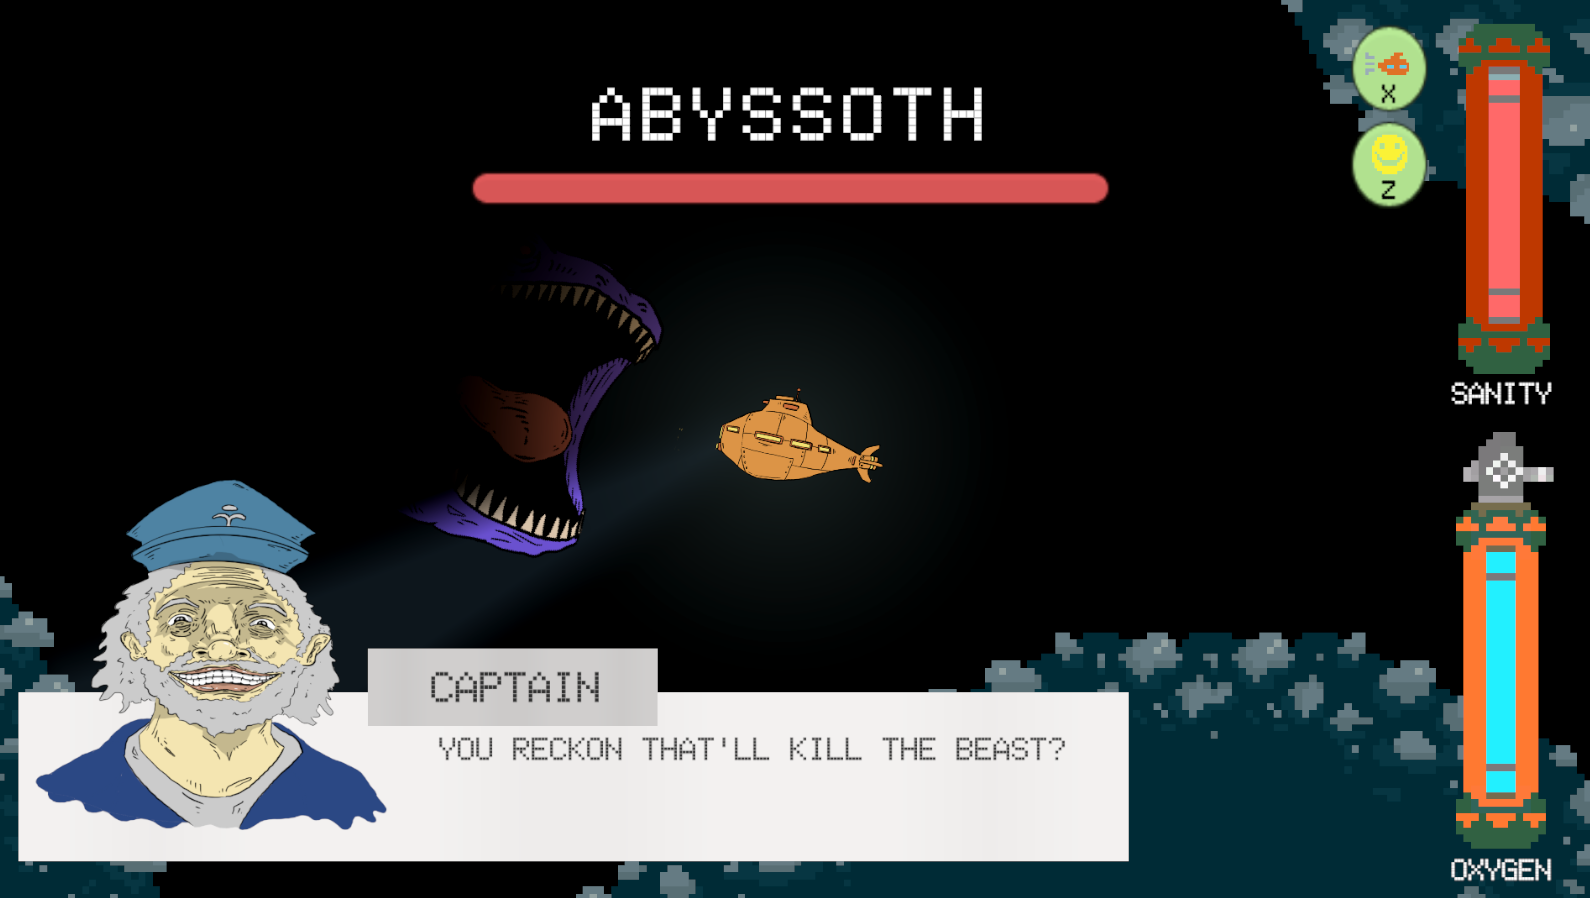 ABYSSOTH
X
Z
SANITY
CAPTAIN
YOU RECKON THAT'LL KILL THE BEAST?
OXYGEN